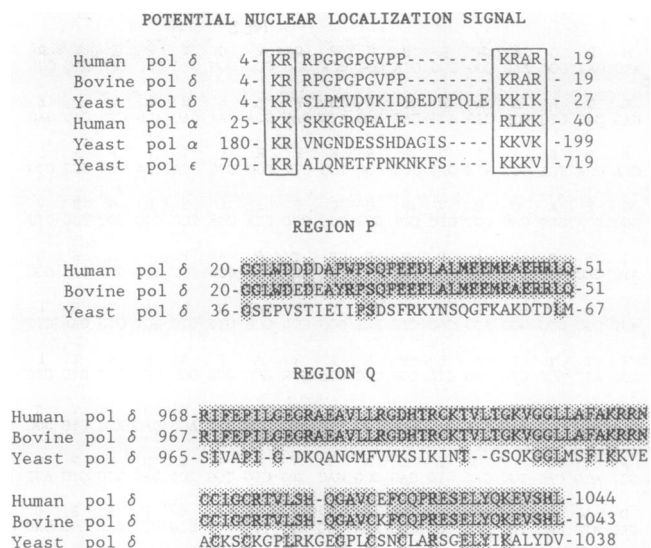 POTENTIAL NUCLEAR LOCALIZATION SIGNAL
Human pol δ 4- KR RPGPGPGVPP-------- KRAR - 19
Bovine pol δ 4- KR RPGPGPGVPP-------- KRAR - 19
Yeast pol δ 4- KR SLPMVDVKIDDEDTPQLE KKIK - 27
Human pol α 25- KK SKKGRQEALE------- RLKK - 40
Yeast pol α 180- KR VNGNDESSHDAGIS---- KKVK -199
Yeast pol ε 701- KR ALQNETFPNKNKFS---- KKKV -719
REGION P
Human pol δ 20-GGLWDDDDAPWPSQFEEDLALMEEMEAEHRLQ-51
Bovine pol δ 20-GGLWDEDEAYRPSQFEEELALMEEMEAERRLQ-51
Yeast pol δ 36-GSEPVSTIEIIPSDSFRKYNSQGFKAKDTDLM-67
REGION Q
Human pol δ 968-RIFEPILGEGRAEAVLLRGDHTRCKTVLTGKVGGLLAFAKRRN
Bovine pol δ 967-RIFEPILGEGRAEAVLLRGDHTRCKTVLTGKVGGLLAFAKRRN
Yeast pol δ 965-SIVAPI-G-DKQANGMFVVKSIKINT--GSQKGGLMSFIKKVE
Human pol δ CCIGCRTVLSH-QGAVCEFCQPRESELYQKEVSHL-1044
Bovine pol δ CCIGCRTVLSH-QGAVCKFCQPRESELYQKEVSHL-1043
Yeast pol δ ACKSCKGPLRKGEGPLCSNCLARSGELYIKALYDV-1038